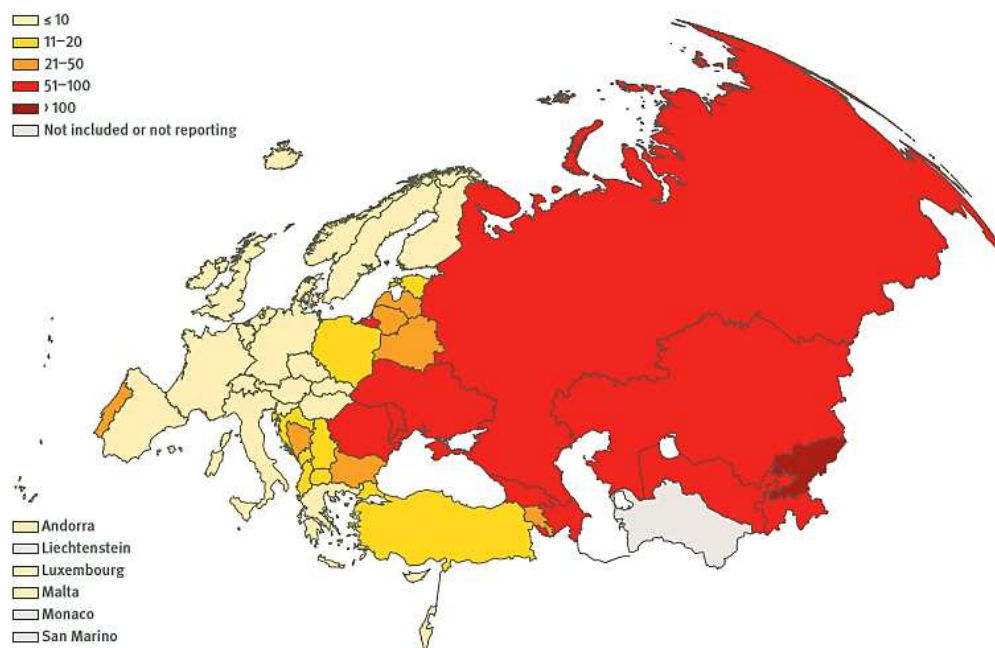 ≤ 10
11–20
21–50
51–100
> 100
Not included or not reporting
Andorra
Liechtenstein
Luxembourg
Malta
Monaco
San Marino